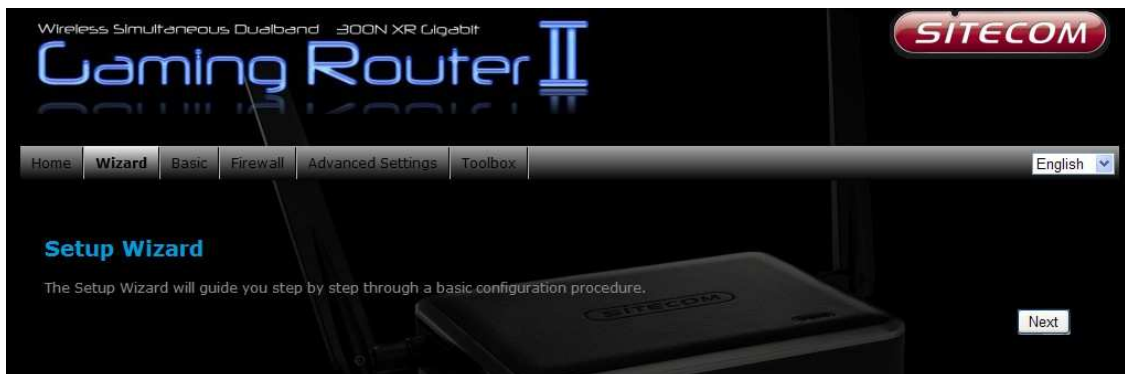 Wireless Simultaneous Dualband 300N XR Gigabit
SITECOM
Gaming Router II
Home Wizard Basic Firewall Advanced Settings Toolbox English
Setup Wizard
The Setup Wizard will guide you step by step through a basic configuration procedure.
SITECOM
Next